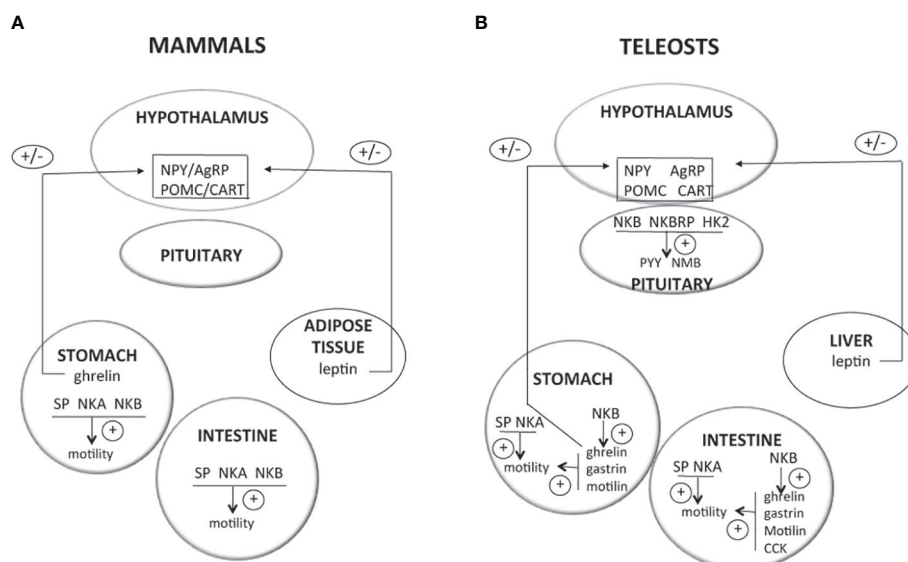 A
MAMMALS
HYPOTHALAMUS
+/-
+/-
NPY/AgRP
POMC/CART
PITUITARY
ADIPOSE
TISSUE
leptin
STOMACH
ghrelin
SP NKA NKB
+
motility
INTESTINE
SP NKA NKB
+
motility
B
TELEOSTS
HYPOTHALAMUS
+/-
+/-
NPY AgRP
POMC CART
NKB NKBRP HK2
+
PYY NMB
PITUITARY
LIVER
leptin
STOMACH
NKB
SP NKA
+
+
ghrelin
motility
gastrin
+
motilin
INTESTINE
NKB
SP NKA
+
+
ghrelin
motility
gastrin
+
Motilin
CCK